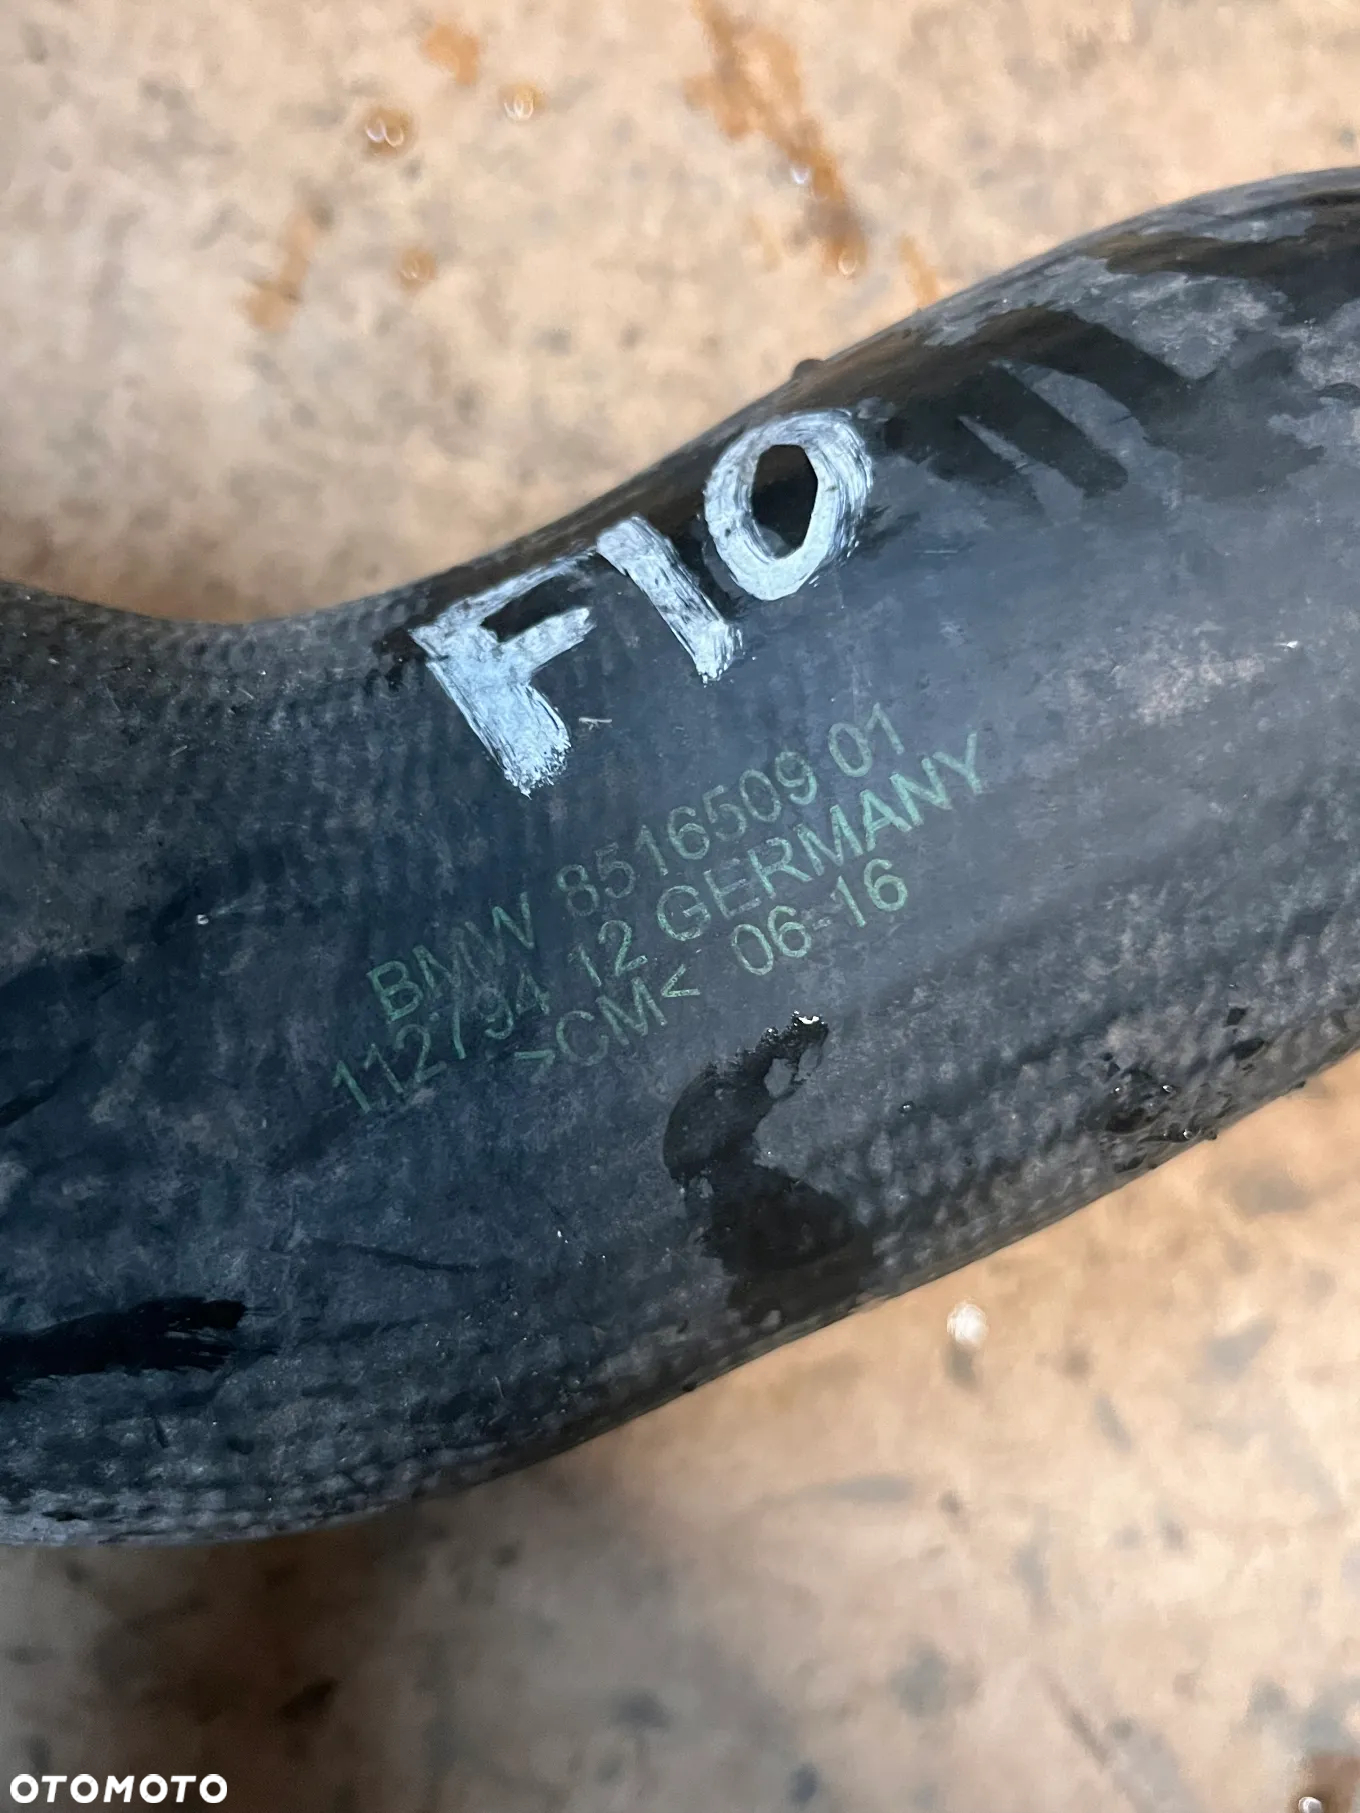 F10
BMW 8516509 01
112794 12 GERMANY
>CM< 06-16
OTOMOTO